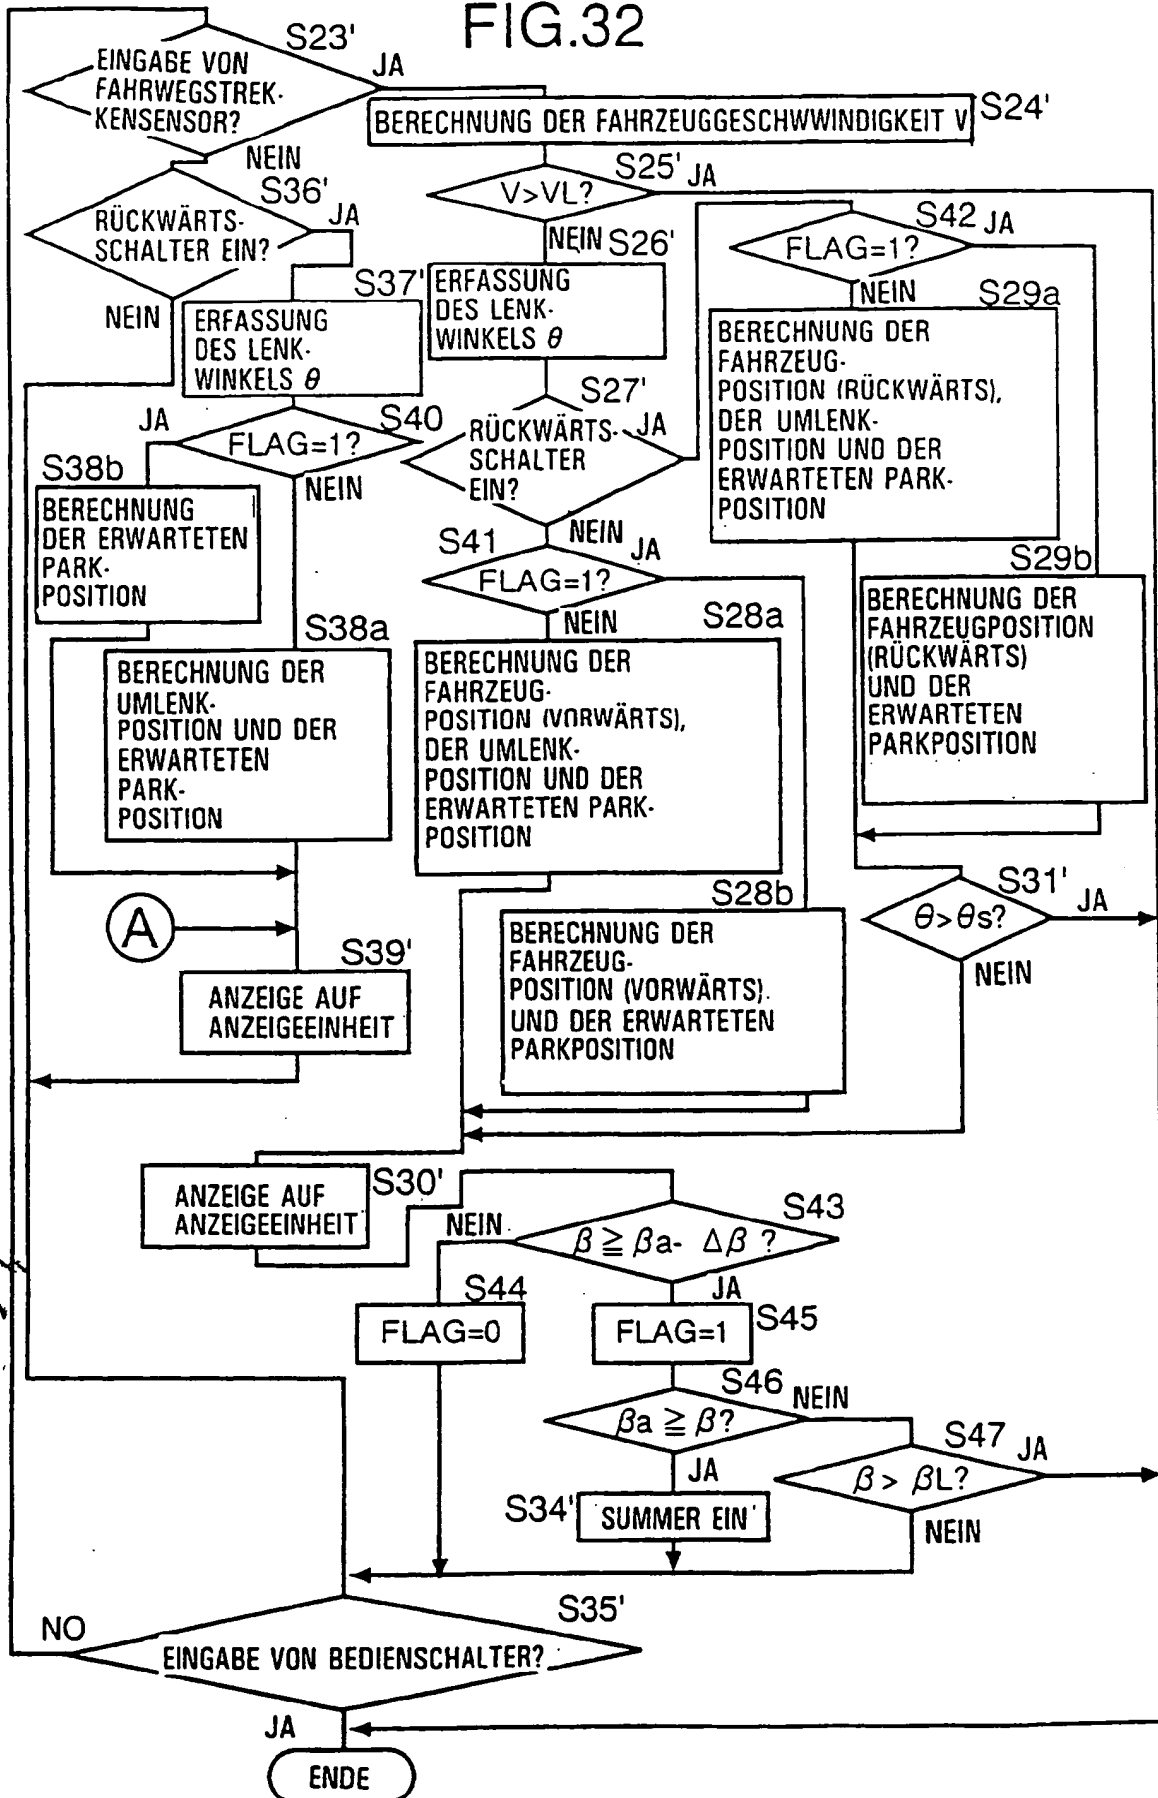 FIG.32
S23'
EINGABE VON
FAHRWEGSTREK-
KENSENSOR?
JA
NEIN
BERECHNUNG DER FAHRZEUGGESCHWWINDIGKEIT V
S24'
S25'
V>VL?
JA
NEIN
S36'
RÜCKWÄRTS-
SCHALTER EIN?
JA
NEIN
S37'
ERFASSUNG
DES LENK-
WINKELS θ
S26'
ERFASSUNG
DES LENK-
WINKELS θ
S42
FLAG=1?
JA
NEIN
S29a
BERECHNUNG DER
FAHRZEUG-
POSITION (RÜCKWÄRTS),
DER UMLENK-
POSITION UND DER
ERWARTETEN PARK-
POSITION
S27'
RÜCKWÄRTS-
SCHALTER
EIN?
JA
NEIN
S40
FLAG=1?
JA
NEIN
S38b
BERECHNUNG
DER ERWARTETEN
PARK-
POSITION
S41
FLAG=1?
JA
NEIN
S29b
BERECHNUNG DER
FAHRZEUGPOSITION
(RÜCKWÄRTS)
UND DER
ERWARTETEN
PARKPOSITION
S38a
BERECHNUNG DER
UMLENK-
POSITION UND DER
ERWARTETEN
PARK-
POSITION
S28a
BERECHNUNG DER
FAHRZEUG-
POSITION (VORWÄRTS),
DER UMLENK-
POSITION UND DER
ERWARTETEN PARK-
POSITION
S28b
BERECHNUNG DER
FAHRZEUG-
POSITION (VORWÄRTS).
UND DER ERWARTETEN
PARKPOSITION
S31'
θ>θs?
JA
NEIN
A
S39'
ANZEIGE AUF
ANZEIGEEINHEIT
S30'
ANZEIGE AUF
ANZEIGEEINHEIT
S43
β ≧ βa- Δβ ?
NEIN
JA
S44
FLAG=0
S45
FLAG=1
S46
βa ≧ β?
NEIN
JA
S47
β> βL?
JA
NEIN
S34'
SUMMER EIN
S35'
EINGABE VON BEDIENSCHALTER?
NO
JA
ENDE